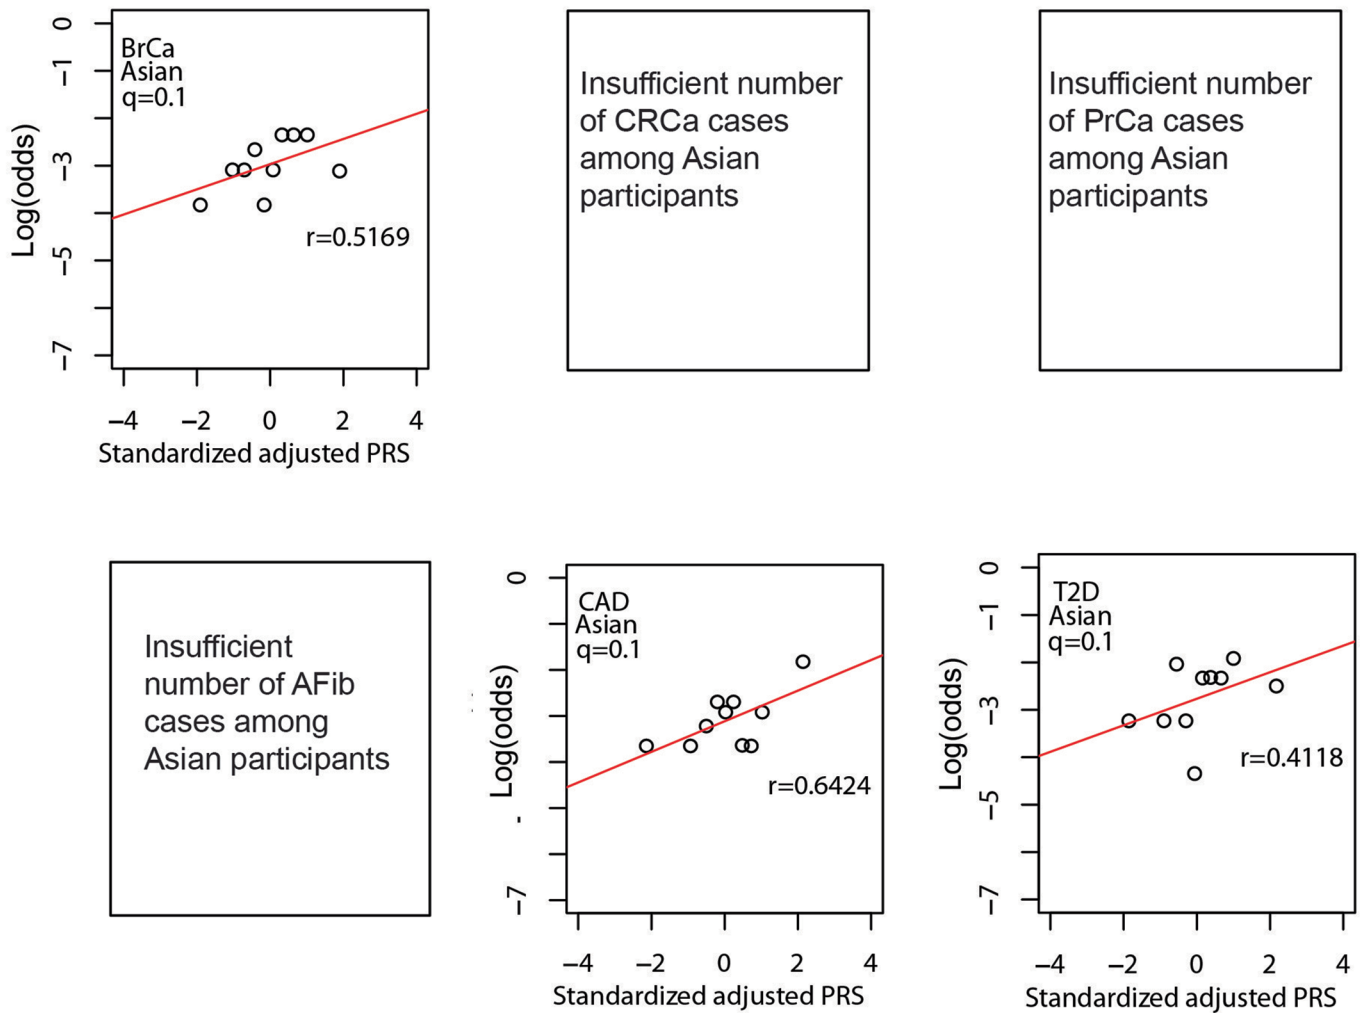 0
−1
−3
−5
−7
Log(odds)
BrCa
Asian
q=0.1
r=0.5169
−4 −2 0 2 4
Standardized adjusted PRS
Insufficient number
of CRCa cases
among Asian
participants
Insufficient number
of PrCa cases
among Asian
participants
Insufficient
number of AFib
cases among
Asian participants
0
−7
Log(odds)
CAD
Asian
q=0.1
r=0.6424
−4 −2 0 2 4
Standardized adjusted PRS
0
−1
−3
−5
−7
Log(odds)
T2D
Asian
q=0.1
r=0.4118
−4 −2 0 2 4
Standardized adjusted PRS